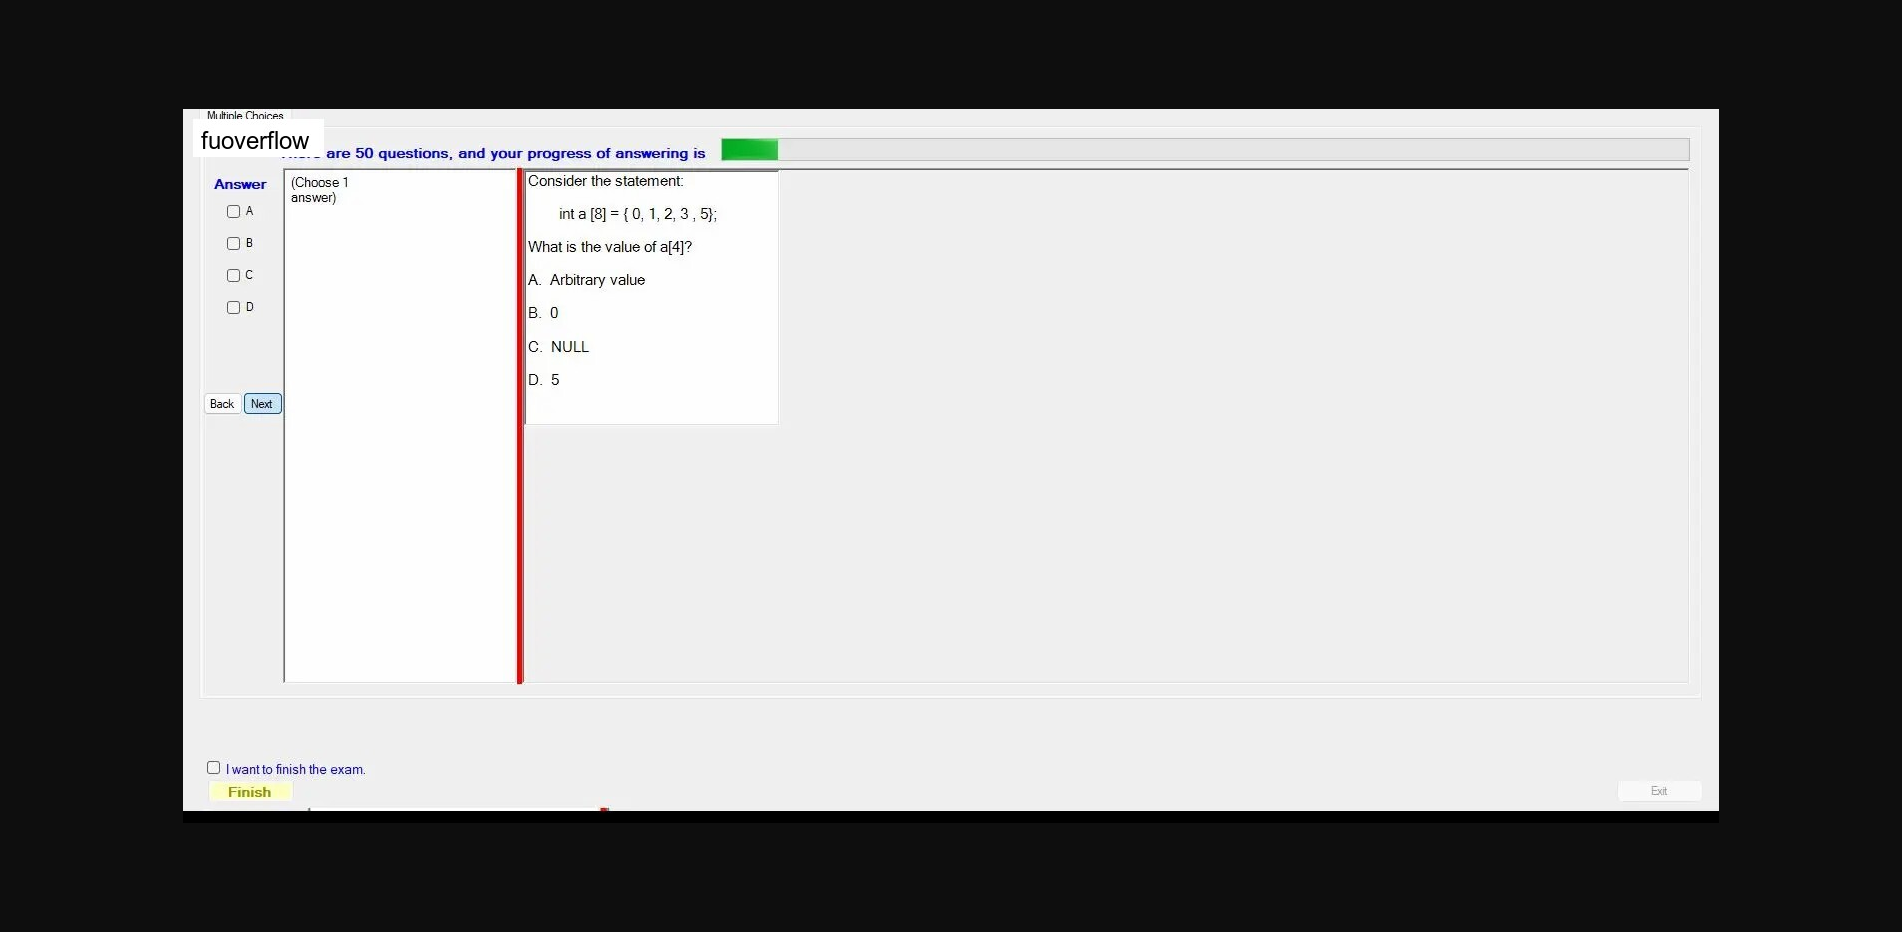 Multiple Choices
fuoverflow
are 50 questions, and your progress of answering is
Answer
(Choose 1
answer)
A
B
C
D
Back Next
Consider the statement:
int a [8] = { 0, 1, 2, 3 , 5};
What is the value of a[4]?
A. Arbitrary value
B. 0
C. NULL
D. 5
I want to finish the exam.
Finish
Exit